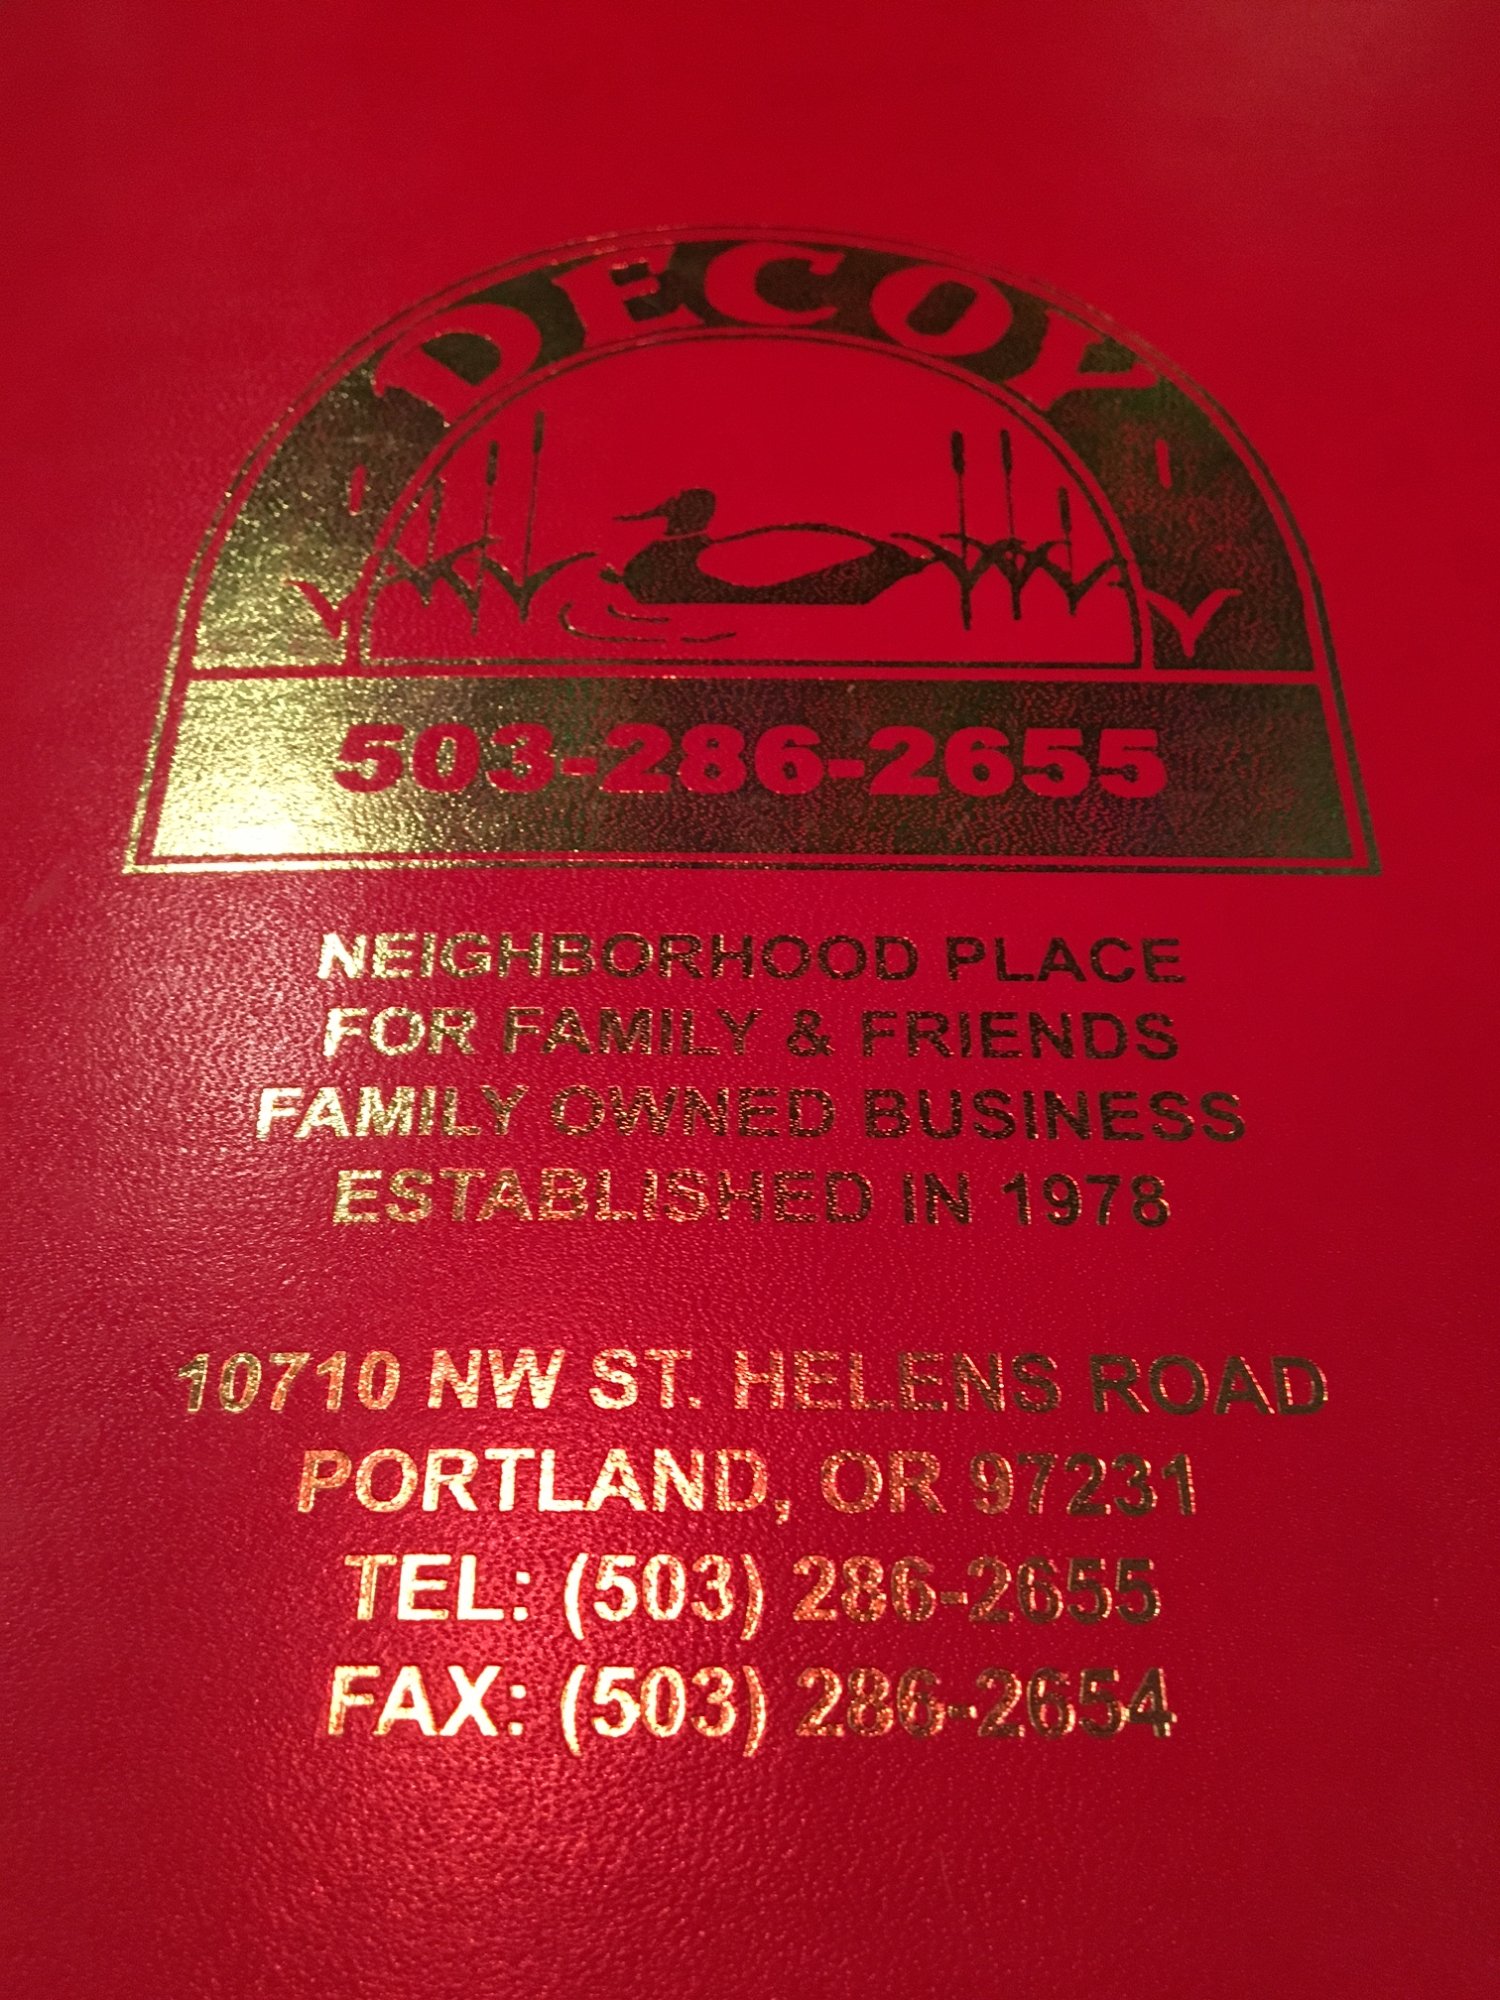 DECOY
503-286-2655
NEIGHBORHOOD PLACE
FOR FAMILY & FRIENDS
FAMILY OWNED BUSINESS
ESTABLISHED IN 1978
10710 NW ST. HELENS ROAD
PORTLAND, OR 97231
TEL: (503) 286-2655
FAX: (503) 286-2654